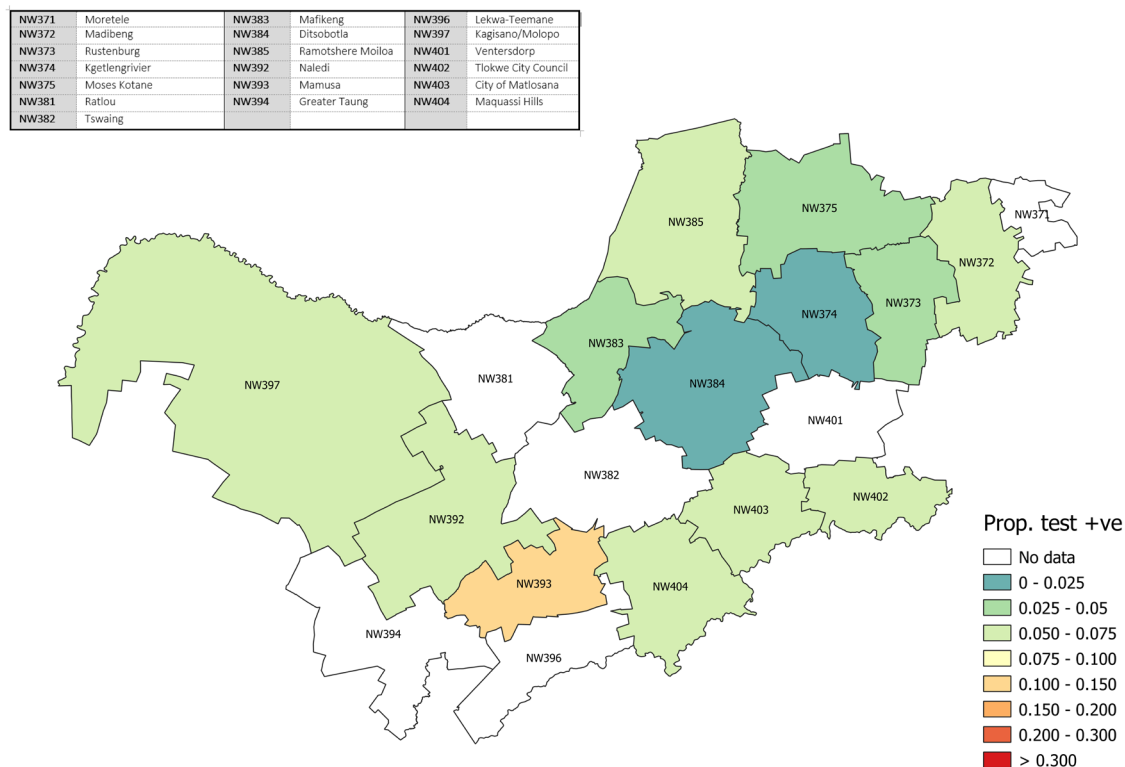 NW371 Moretele NW383 Mafikeng NW396 Lekwa-Teemane
NW372 Madibeng NW384 Ditsobotla NW397 Kagisano/Molopo
NW373 Rustenburg NW385 Ramotshere Moiloa NW401 Ventersdorp
NW374 Kgetlengrivier NW392 Naledi NW402 Tlokwe City Council
NW375 Moses Kotane NW393 Mamusa NW403 City of Matlosana
NW381 Ratlou NW394 Greater Taung NW404 Maquassi Hills
NW382 Tswaing
NW385
NW375
NW371
NW372
NW374
NW373
NW383
NW381
NW384
NW397
NW401
NW382
NW402
NW403
NW392
NW393
NW404
NW394
NW396
Prop. test +ve
No data
0 - 0.025
0.025 - 0.05
0.050 - 0.075
0.075 - 0.100
0.100 - 0.150
0.150 - 0.200
0.200 - 0.300
> 0.300